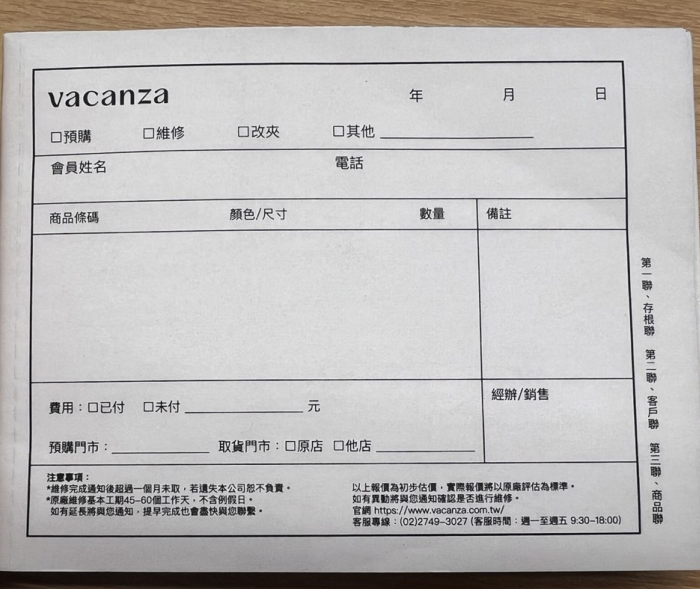 vacanza
年 月 日
□預購 □維修 □改夾 □其他
會員姓名 電話
商品條碼 顏色/尺寸 數量 備註
費用：□已付 □未付 元
經辦/銷售
預購門市： 取貨門市：□原店 □他店
注意事項：
*維修完成通知後超過一個月未取，若遺失本公司恕不負責。
*原廠維修基本工期45-60個工作天，不含例假日。
如有延長將與您通知，提早完成也會盡快與您聯繫。
以上報價為初步估價，實際報價將以原廠評估為標準。
如有異動將與您通知確認是否進行維修。
官網 https://www.vacanza.com.tw/
客服專線：(02)2749-3027 (客服時間：週一至週五 9:30-18:00)
第一聯、存根聯 第二聯、客戶聯 第三聯、商品聯